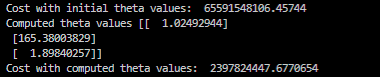 Cost with initial theta values:  65591548106.45744
Computed theta values [[  1.02492944]
 [165.38003829]
 [  1.89840257]]
Cost with computed theta values:  2397824447.6770654